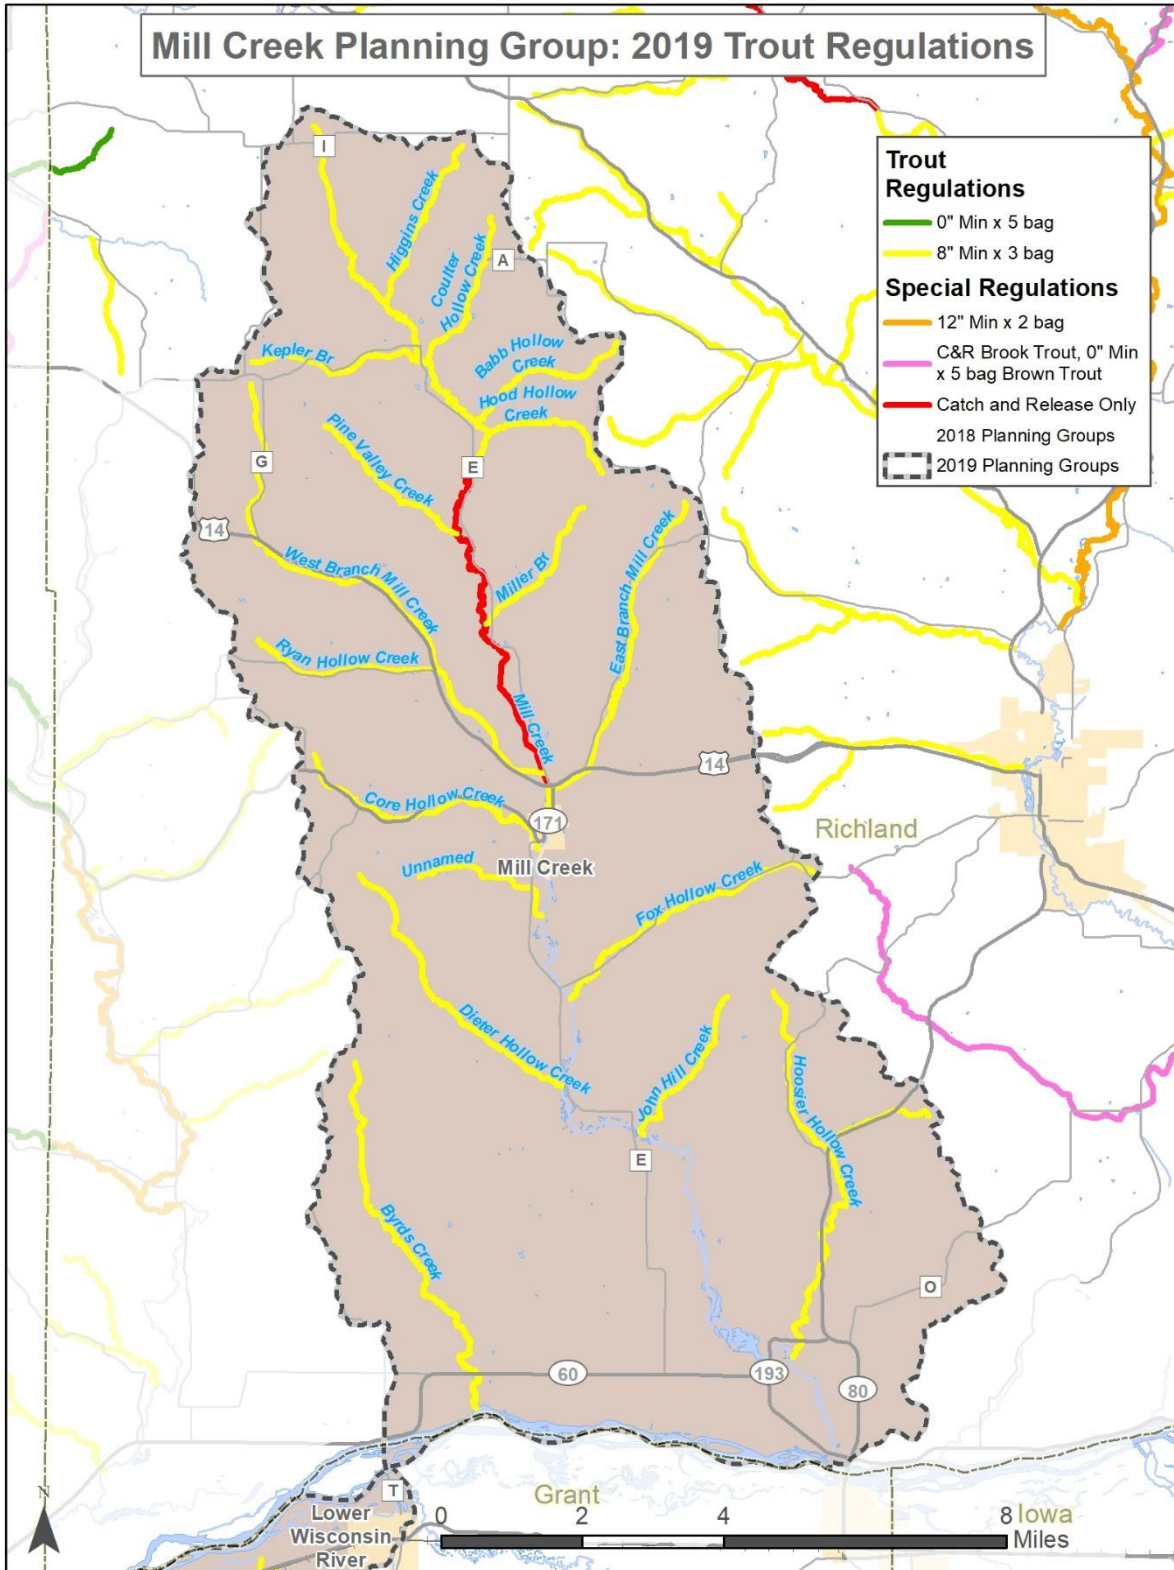 Mill Creek Planning Group: 2019 Trout Regulations
Trout
Regulations
0" Min x 5 bag
8" Min x 3 bag
Special Regulations
12" Min x 2 bag
C&R Brook Trout, 0" Min
x 5 bag Brown Trout
Catch and Release Only
2018 Planning Groups
2019 Planning Groups
I
Higgins Creek
Coulter
Hollow Creek
A
Kepler Br
Babb Hollow
Creek
Hood Hollow
Creek
Pine Valley Creek
G
E
14
West Branch Mill Creek
Miller Br
East Branch Mill Creek
Ryan Hollow Creek
Mill Creek
14
Core Hollow Creek
171
Richland
Unnamed
Mill Creek
Fox Hollow Creek
Dieter Hollow Creek
John Hill Creek
Hoosier Hollow Creek
E
Byrds Creek
O
60
193
80
T
Grant
Lower
Wisconsin
River
N
0 2 4 8
Miles
Iowa